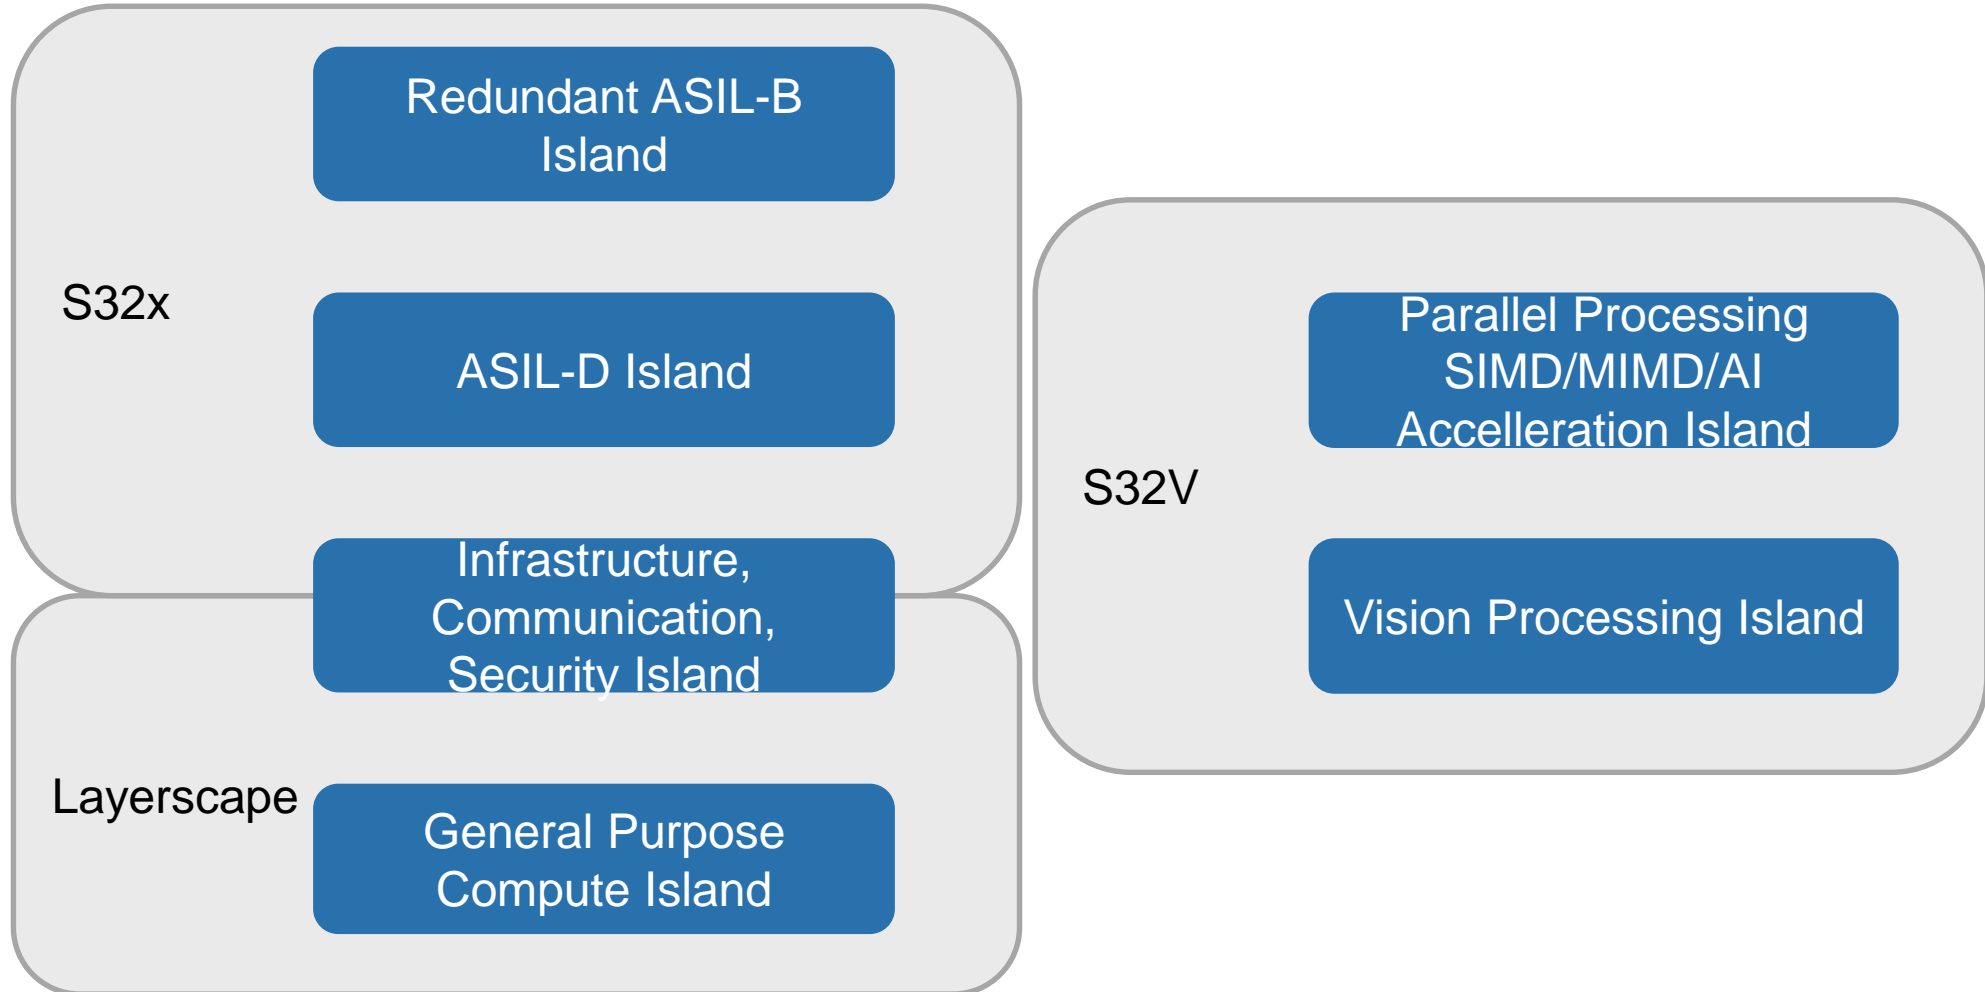 Redundant ASIL-B
Island
S32x
ASIL-D Island
Infrastructure,
Communication,
Security Island
Layerscape
General Purpose
Compute Island
Parallel Processing
SIMD/MIMD/AI
Accelleration Island
S32V
Vision Processing Island